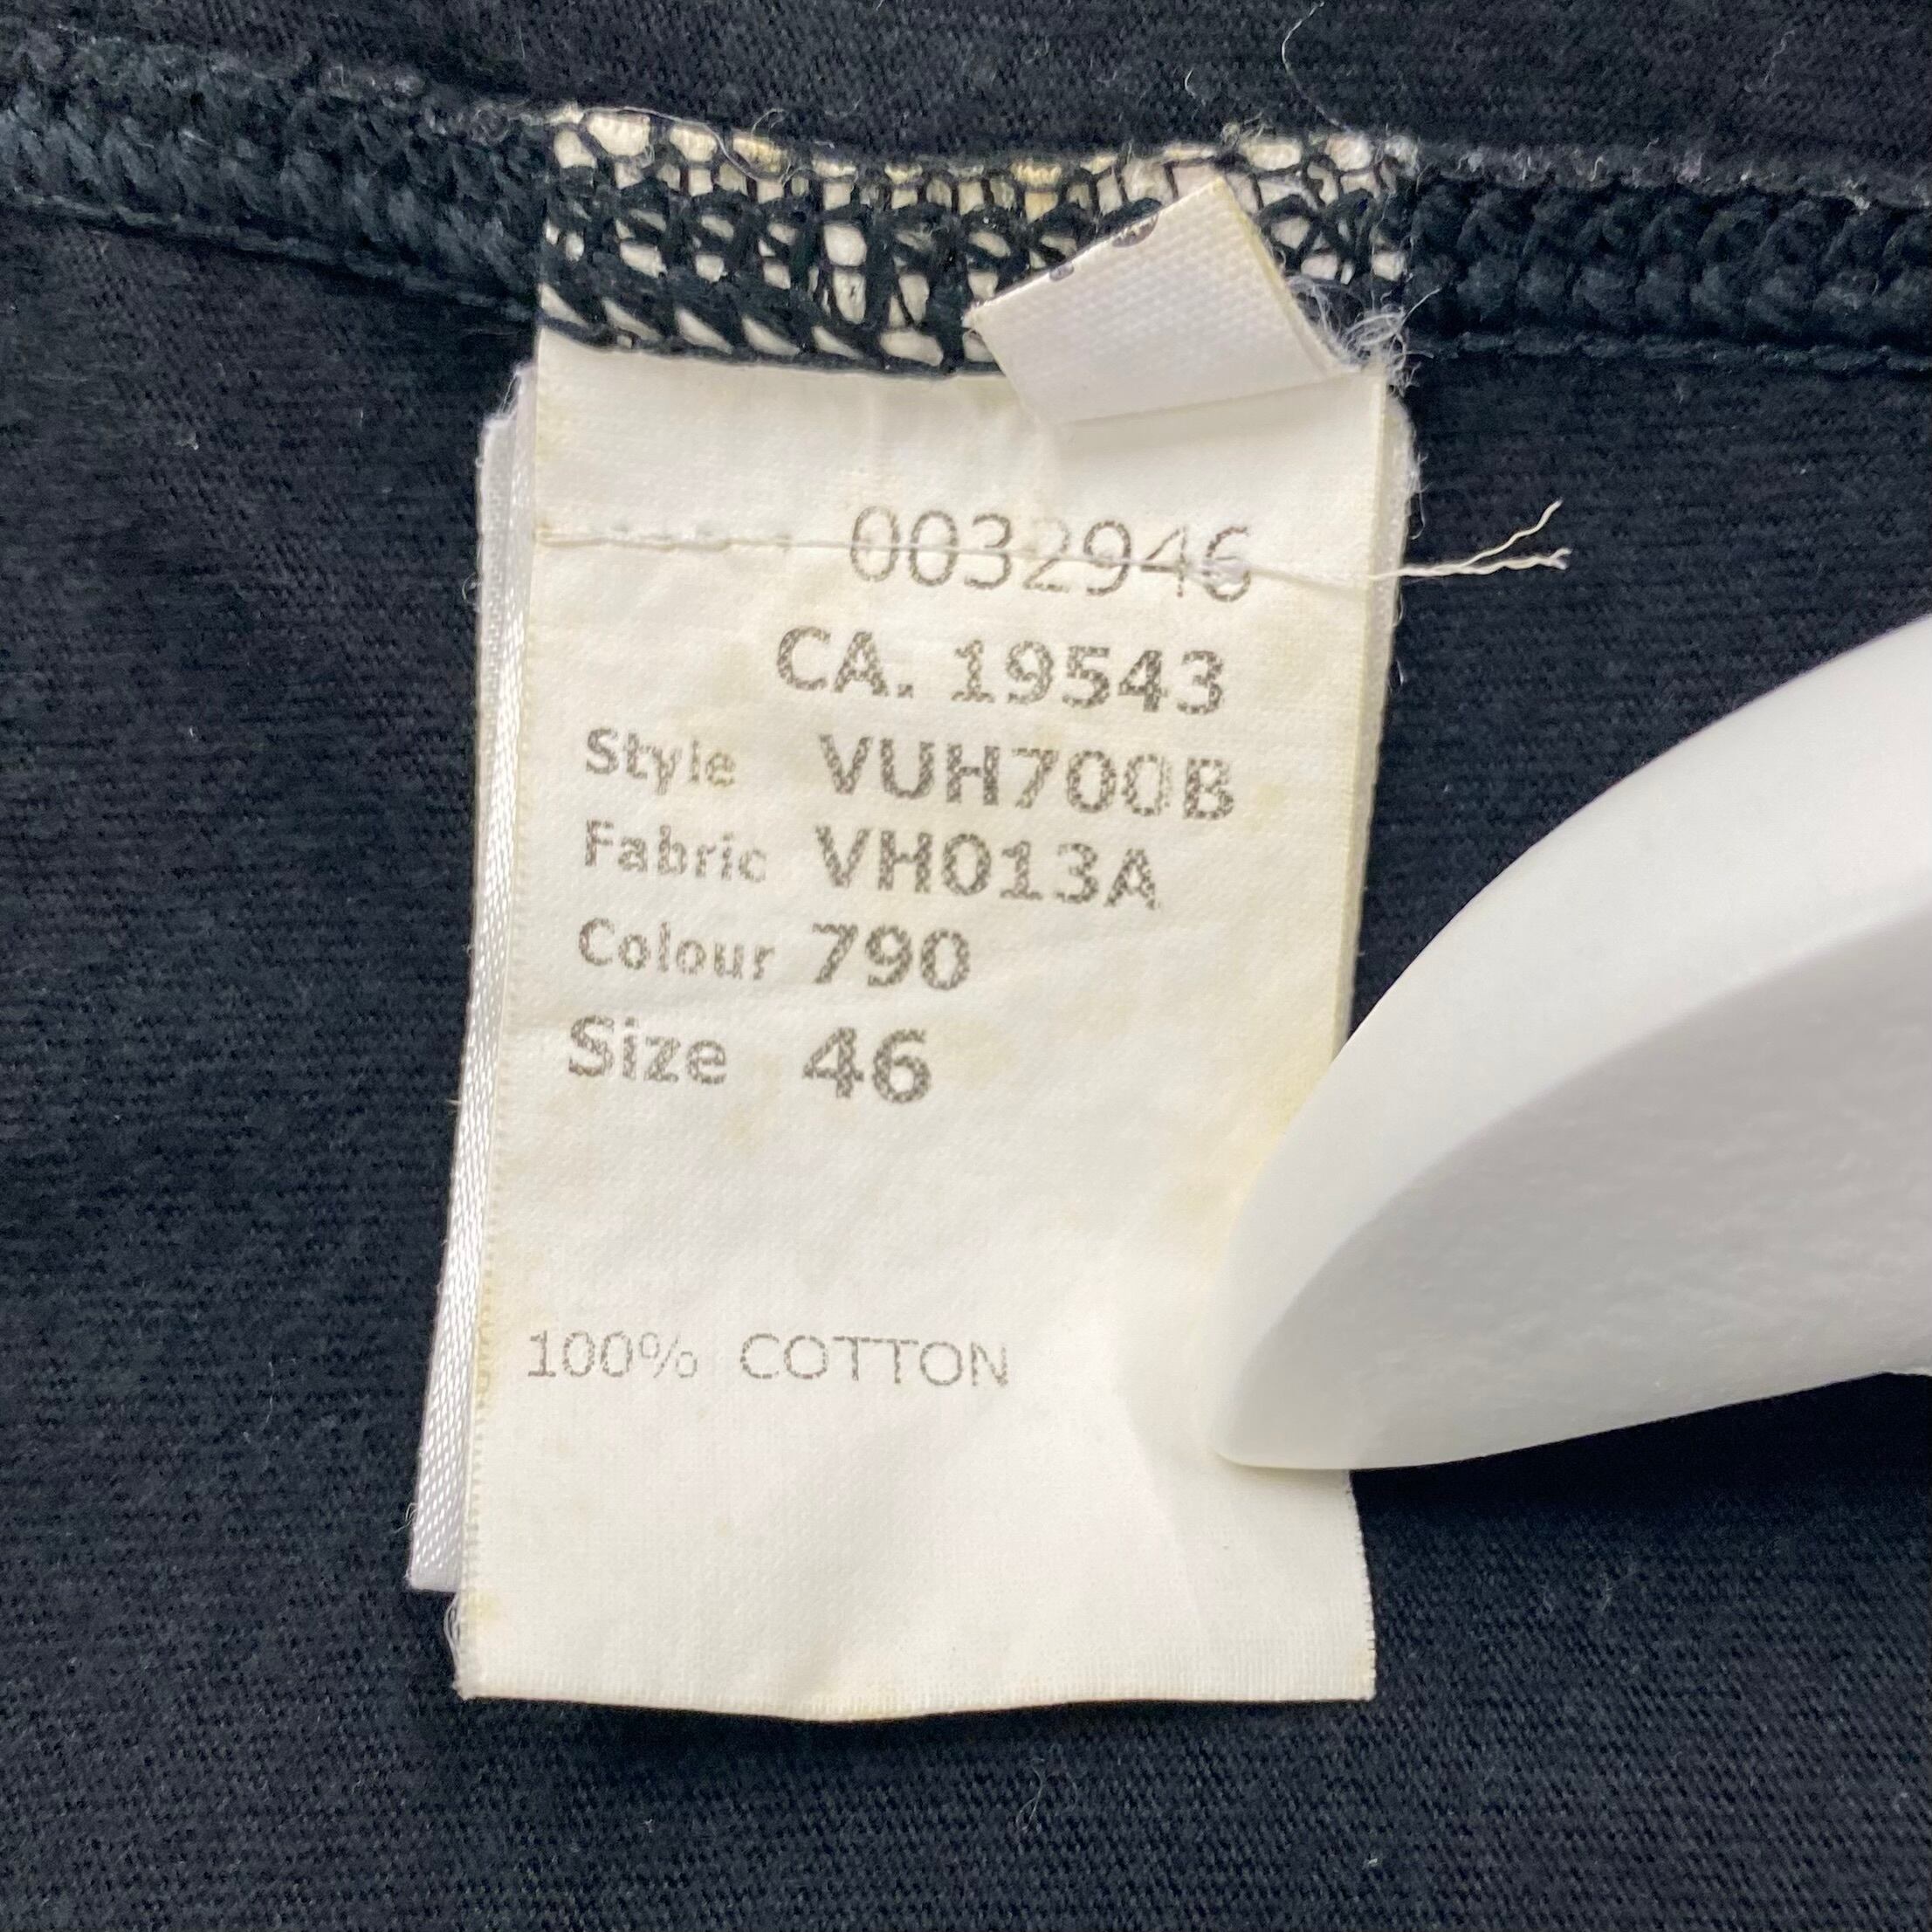 0032946
CA. 19543
Style VUH700B
Fabric VH013A
Colour 790
Size 46
100% COTTON